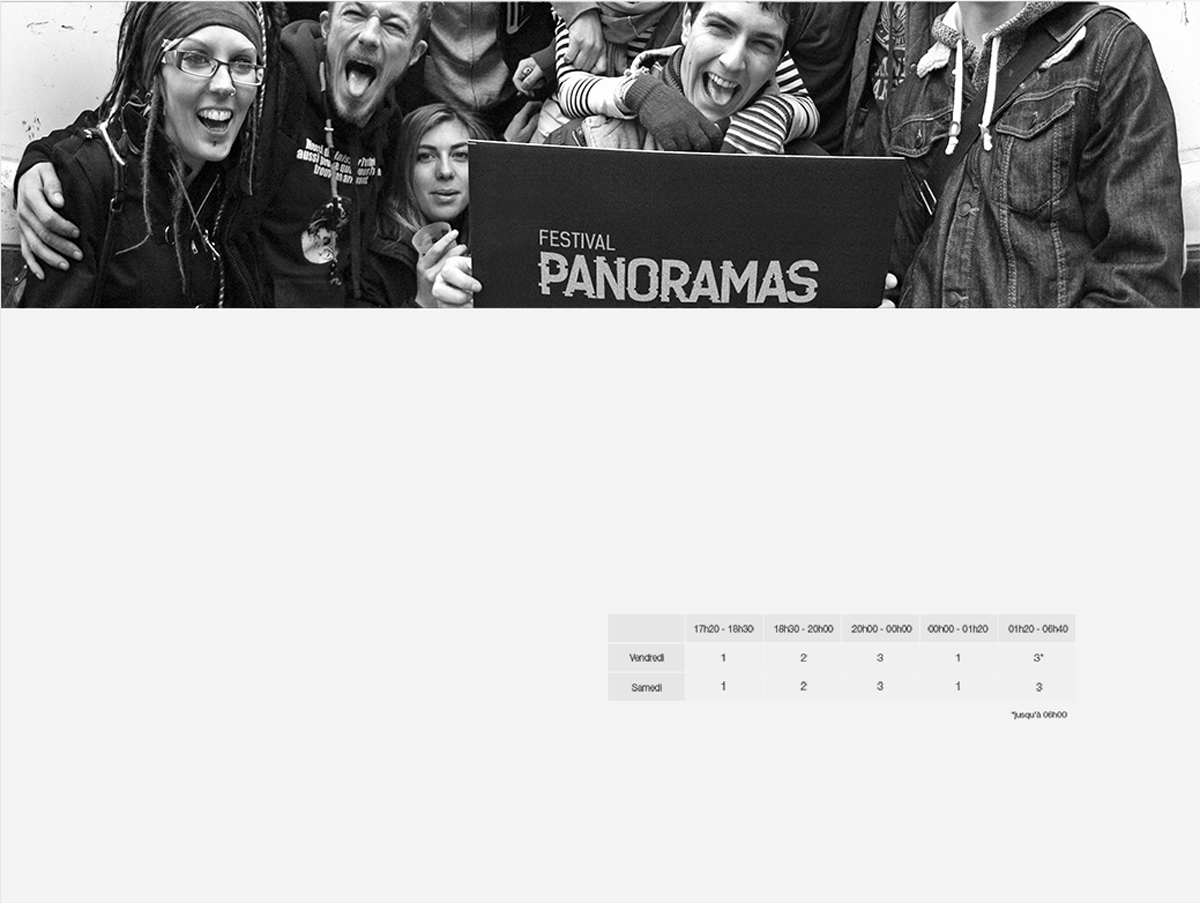 aussi
FESTIVAL
PANORAMAS
17h20 - 18h30 18h30 - 20h00 20h00 - 00h00 00h00 - 01h20 01h20 - 06h40
Vendredi 1 2 3 1 3*
Samedi 1 2 3 1 3
*jusqu'à 06h00